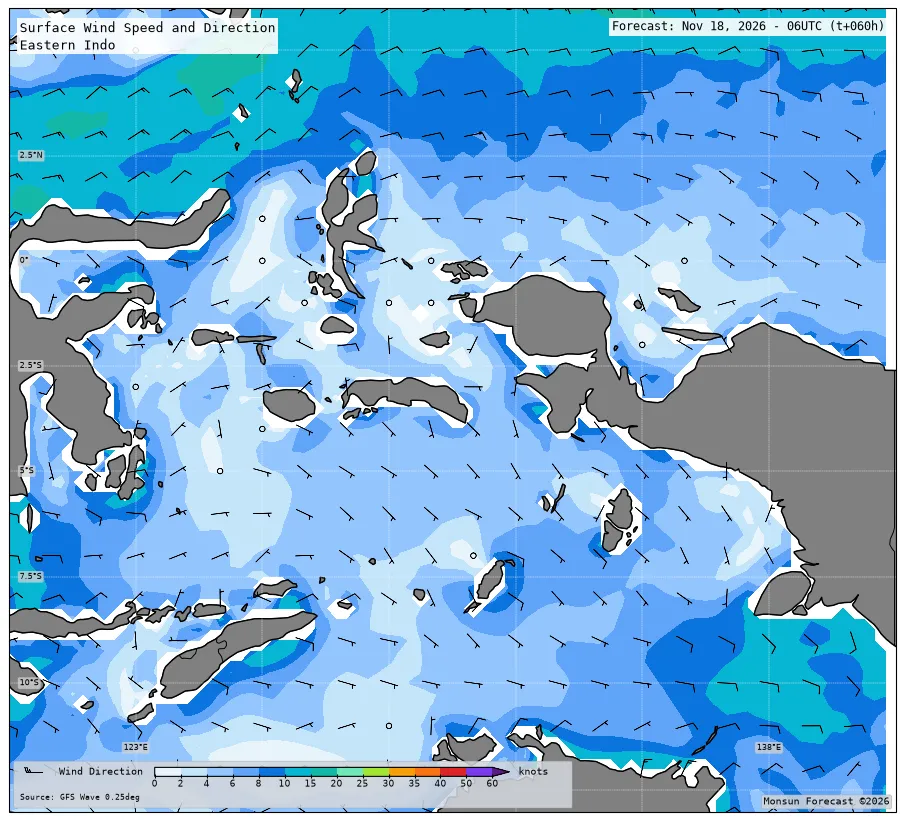 Surface Wind Speed and Direction
Eastern Indo
Forecast: Nov 18, 2026 - 06UTC (t+060h)
2.5°N
0°
2.5°S
5°S
7.5°S
10°S
123°E
138°E
Wind Direction
0 2 4 6 8 10 15 20 25 30 35 40 50 60
knots
Source: GFS Wave 0.25deg
Monsun Forecast ©2026